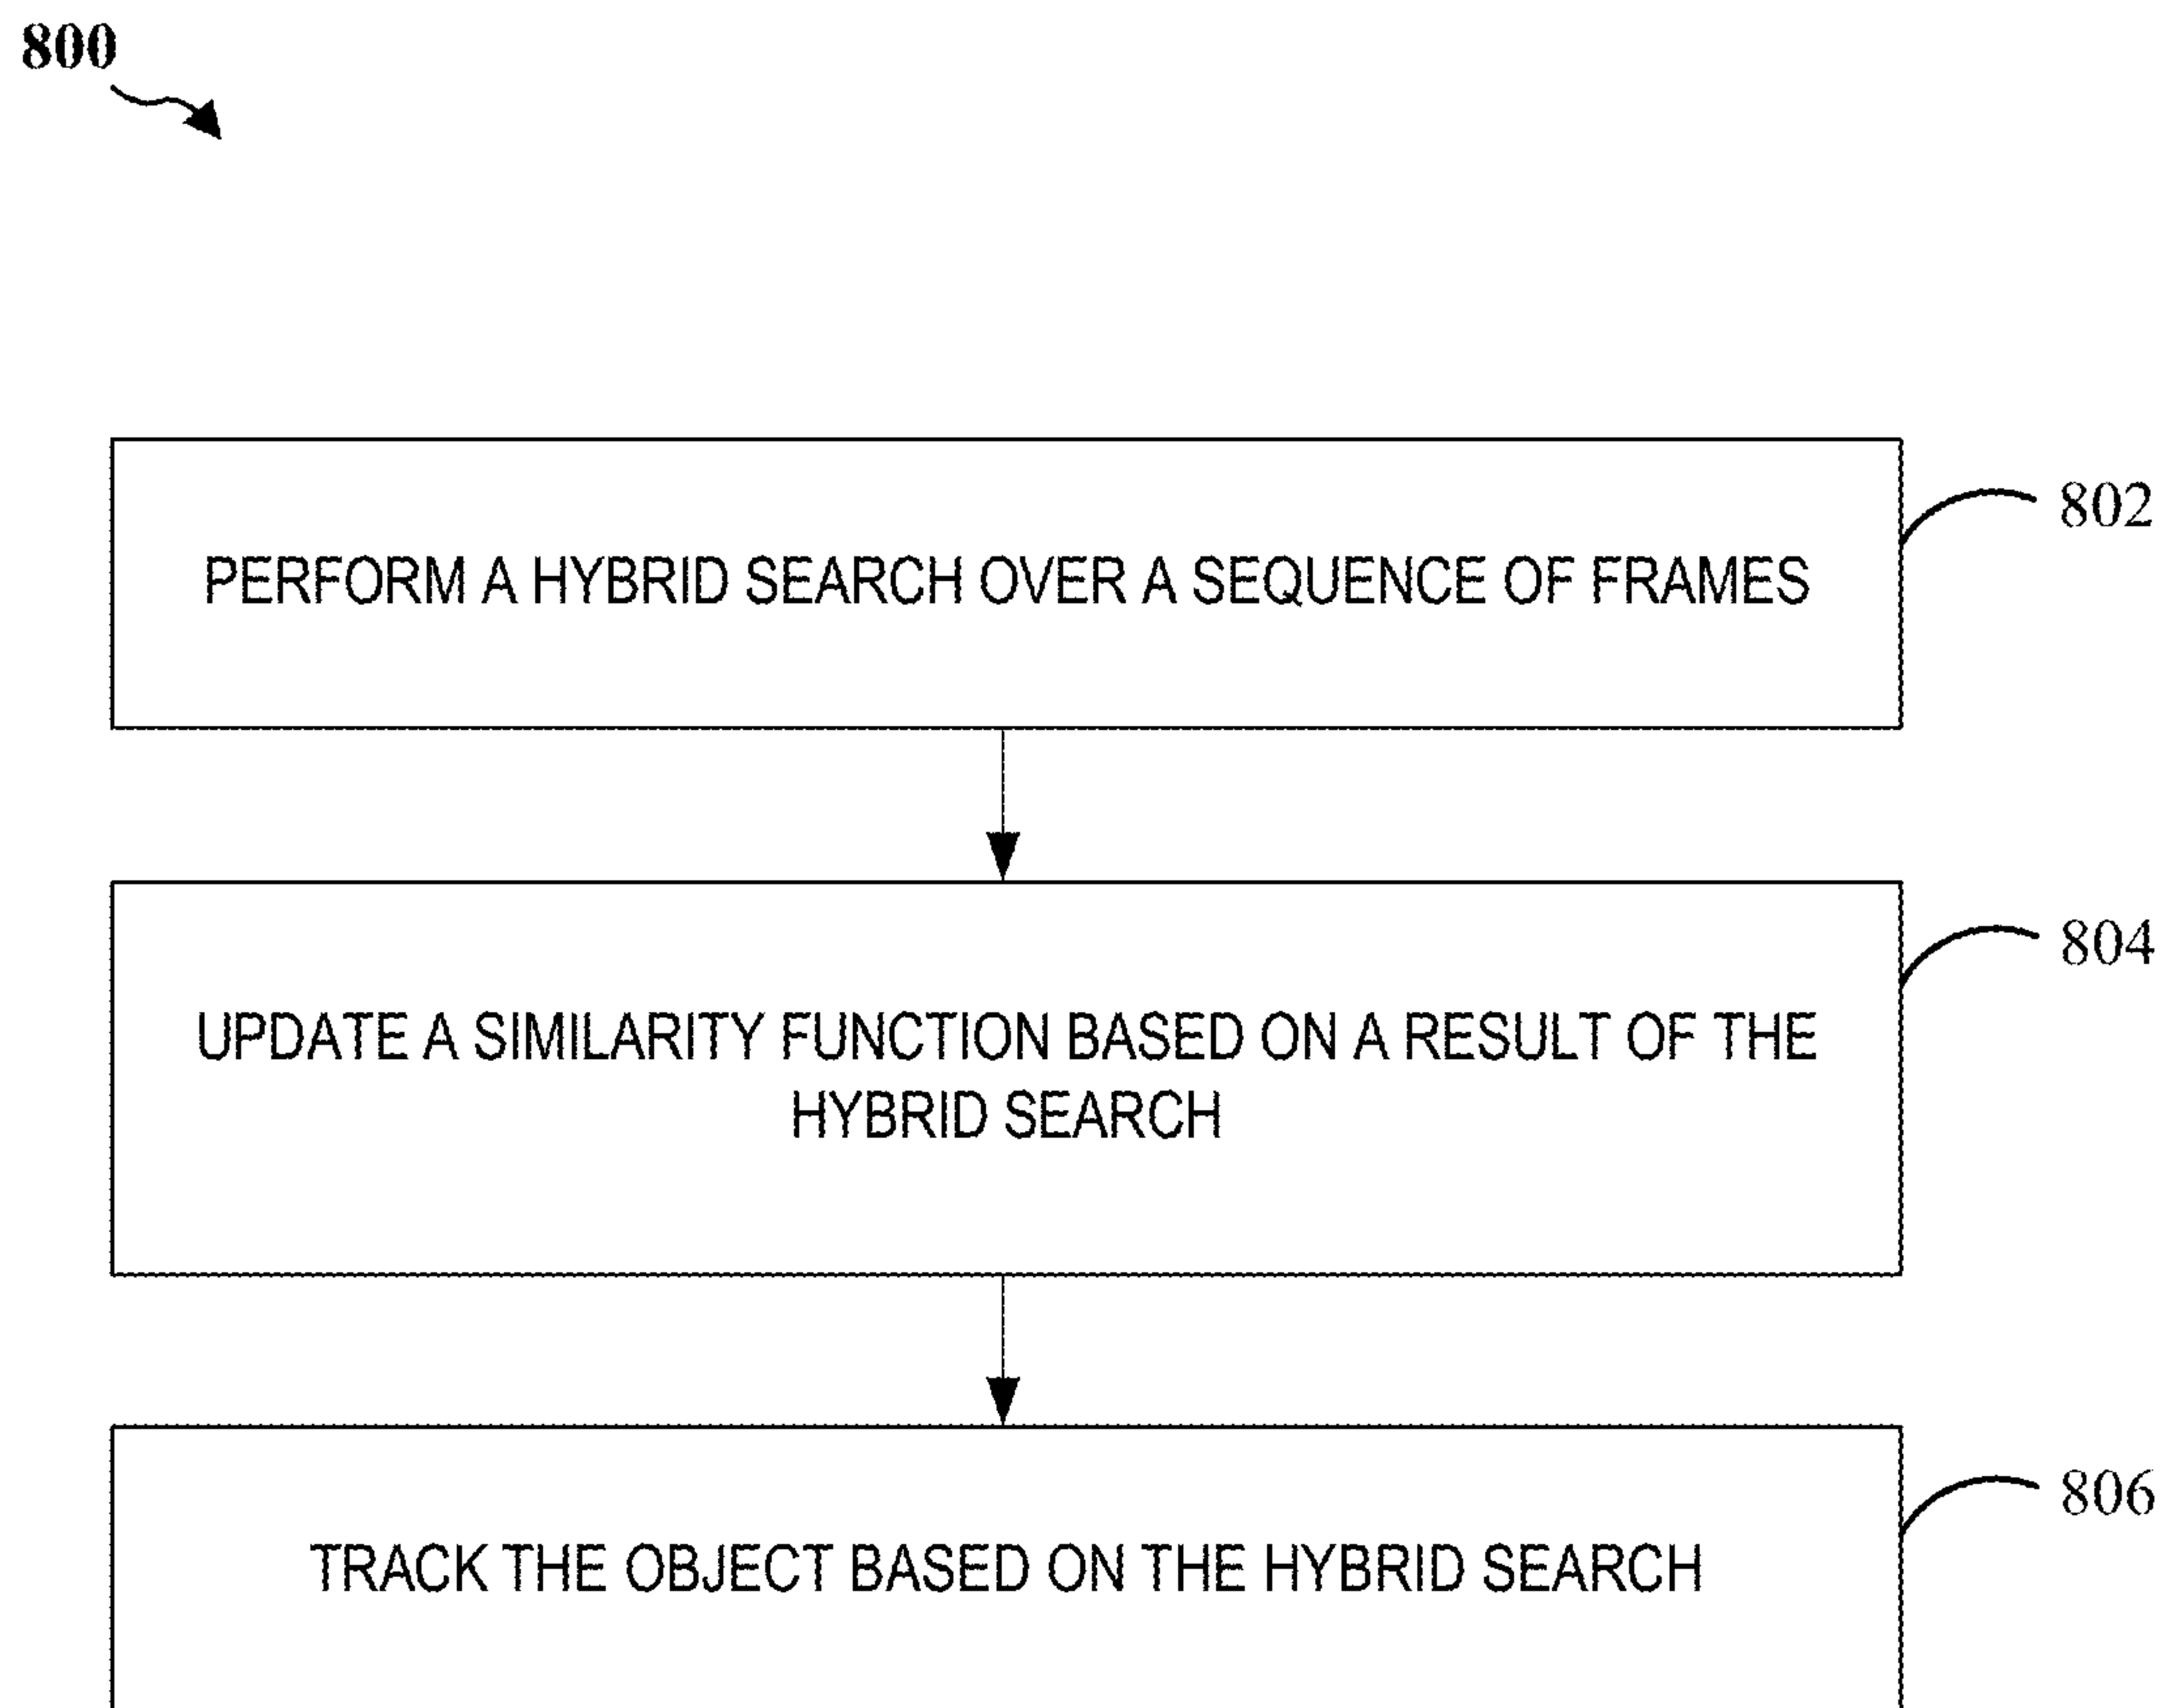 800
PERFORM A HYBRID SEARCH OVER A SEQUENCE OF FRAMES
802
UPDATE A SIMILARITY FUNCTION BASED ON A RESULT OF THE
HYBRID SEARCH
804
TRACK THE OBJECT BASED ON THE HYBRID SEARCH
806